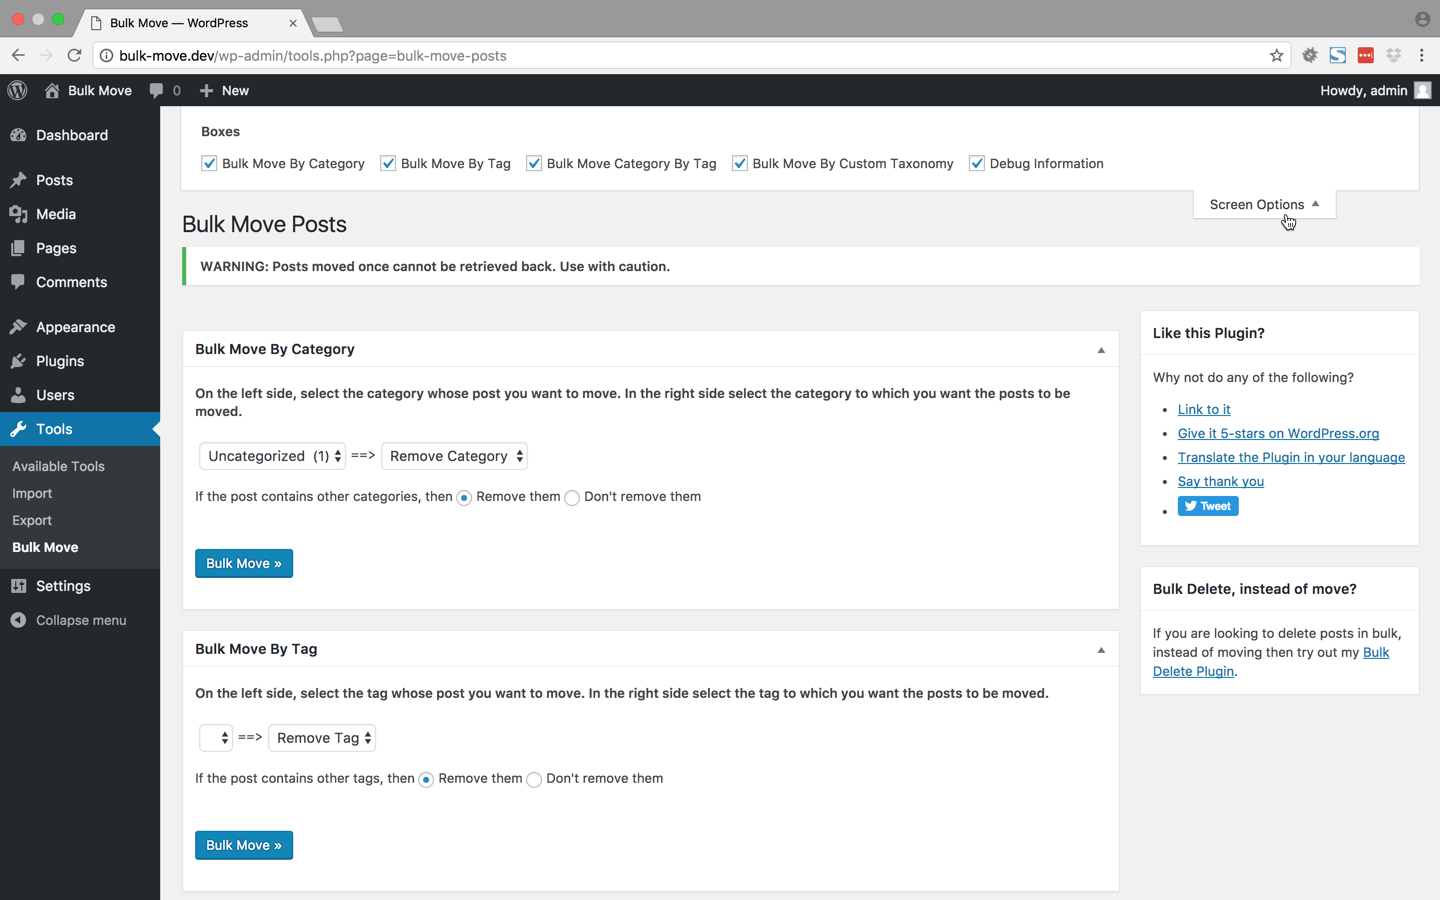 Bulk Move — WordPress
bulk-move.dev/wp-admin/tools.php?page=bulk-move-posts
Bulk Move 0 New Howdy, admin
Dashboard
Posts
Media
Pages
Comments
Appearance
Plugins
Users
Tools
Available Tools
Import
Export
Bulk Move
Settings
Collapse menu
Boxes
Bulk Move By Category Bulk Move By Tag Bulk Move Category By Tag Bulk Move By Custom Taxonomy Debug Information
Screen Options
Bulk Move Posts
WARNING: Posts moved once cannot be retrieved back. Use with caution.
Bulk Move By Category
On the left side, select the category whose post you want to move. In the right side select the category to which you want the posts to be
moved.
Uncategorized (1) ==> Remove Category
If the post contains other categories, then Remove them Don't remove them
Bulk Move »
Bulk Move By Tag
On the left side, select the tag whose post you want to move. In the right side select the tag to which you want the posts to be moved.
==> Remove Tag
If the post contains other tags, then Remove them Don't remove them
Bulk Move »
Like this Plugin?
Why not do any of the following?
Link to it
Give it 5-stars on WordPress.org
Translate the Plugin in your language
Say thank you
Tweet
Bulk Delete, instead of move?
If you are looking to delete posts in bulk,
instead of moving then try out my Bulk
Delete Plugin.